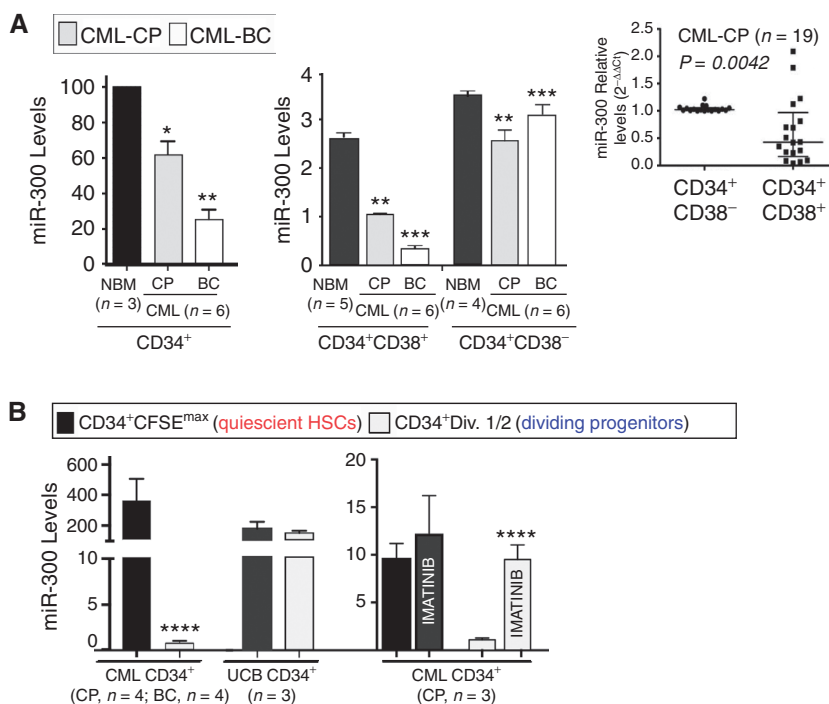 A
CML-CP
CML-BC
miR-300 Levels
100
80
60
40
20
0
*
**
NBM
CP
BC
(n = 3)
CML (n = 6)
CD34⁺
miR-300 Levels
4
3
2
1
0
**
***
**
***
NBM
CP
BC
NBM
CP
BC
(n = 5)
CML (n = 6)
(n = 4)
CML (n = 6)
CD34⁺CD38⁺
CD34⁺CD38⁻
CML-CP (n = 19)
P = 0.0042
miR-300 Relative
levels (2⁻ΔΔCt)
2.5
2.0
1.5
1.0
0.5
0.0
CD34⁺
CD38⁻
CD34⁺
CD38⁺
B
CD34⁺CFSEᵐᵃˣ (quiescient HSCs)
CD34⁺Div. 1/2 (dividing progenitors)
miR-300 Levels
600
400
200
10
5
0
****
CML CD34⁺
(CP, n = 4; BC, n = 4)
UCB CD34⁺
(n = 3)
20
15
10
5
IMATINIB
****
IMATINIB
CML CD34⁺
(CP, n = 3)